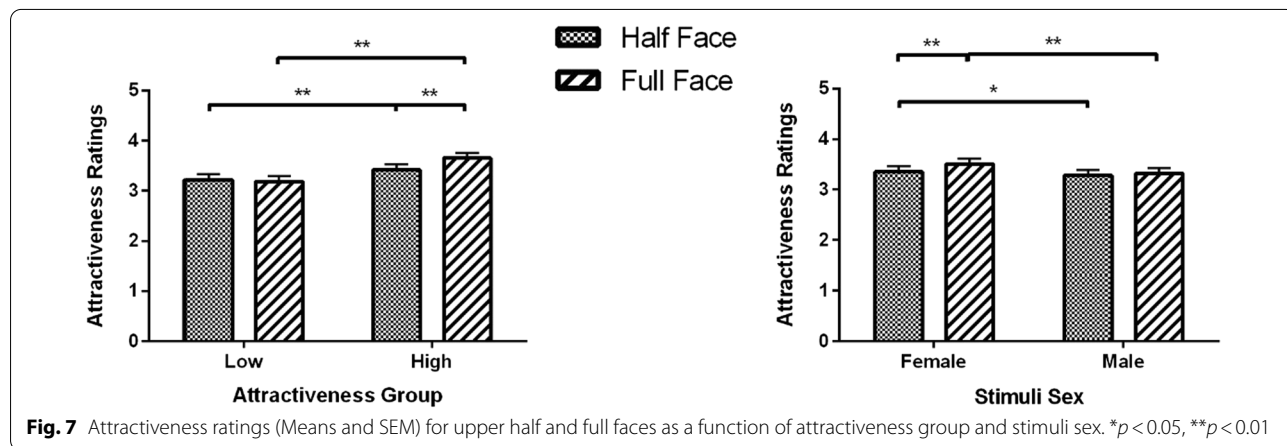 **
** **
5
4
3
2
1
0
Attractiveness Ratings
Low High
Attractiveness Group
Half Face
Full Face
** **
*
5
4
3
2
1
0
Attractiveness Ratings
Female Male
Stimuli Sex
Fig. 7 Attractiveness ratings (Means and SEM) for upper half and full faces as a function of attractiveness group and stimuli sex. *p < 0.05, **p < 0.01